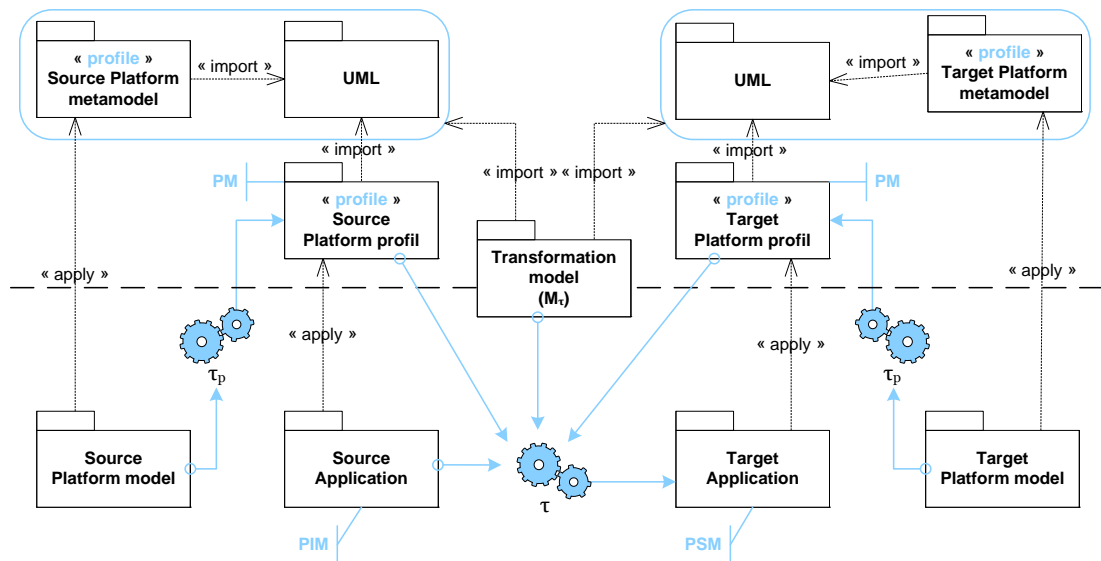 « profile »
Source Platform
metamodel
« import »
UML
UML
« import »
« profile »
Target Platform
metamodel
« import »
« import »
PM
« profile »
Source
Platform profil
« import »
« import »
« profile »
Target
Platform profil
PM
« apply »
Transformation
model
(Mτ)
« apply »
« apply »
« apply »
τp
τp
Source
Platform model
Source
Application
τ
Target
Application
Target
Platform model
PIM
PSM